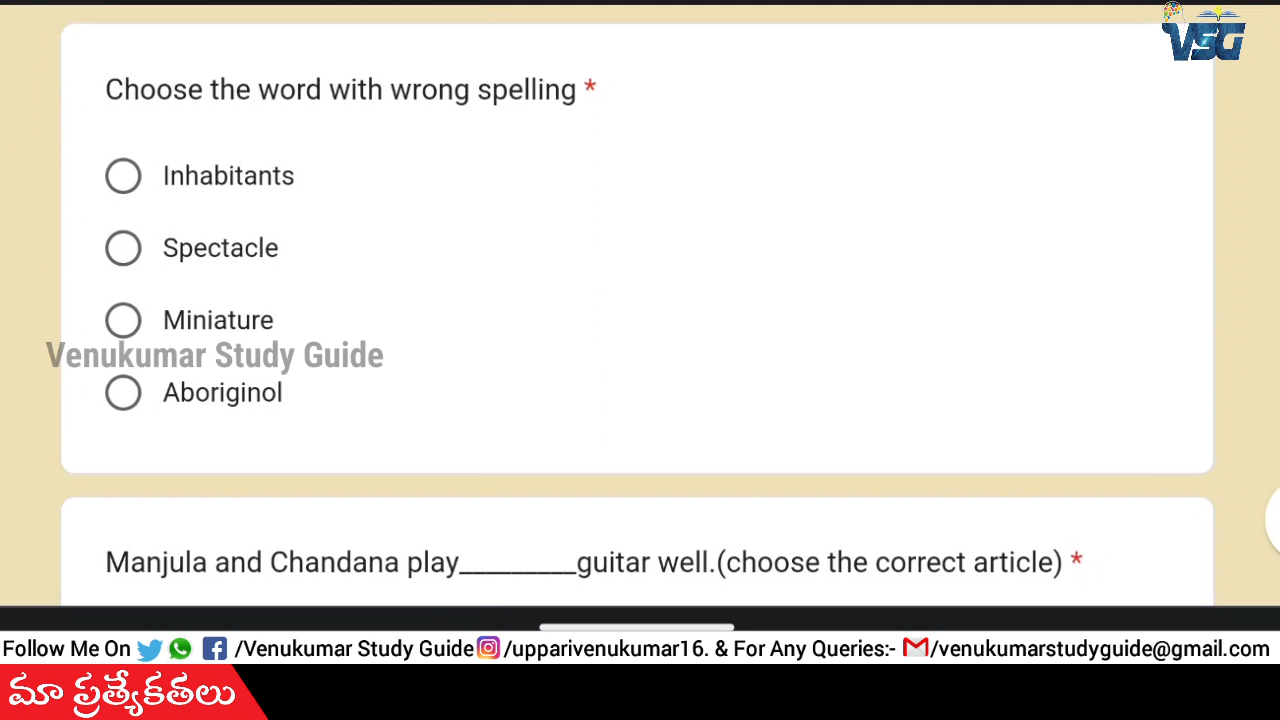 VSG
Choose the word with wrong spelling *
Inhabitants
Spectacle
Miniature
Venukumar Study Guide
Aboriginol
Manjula and Chandana play_________guitar well.(choose the correct article) *
Follow Me On /Venukumar Study Guide /upparivenukumar16. & For Any Queries:- /venukumarstudyguide@gmail.com
మా ప్రత్యేకతలు